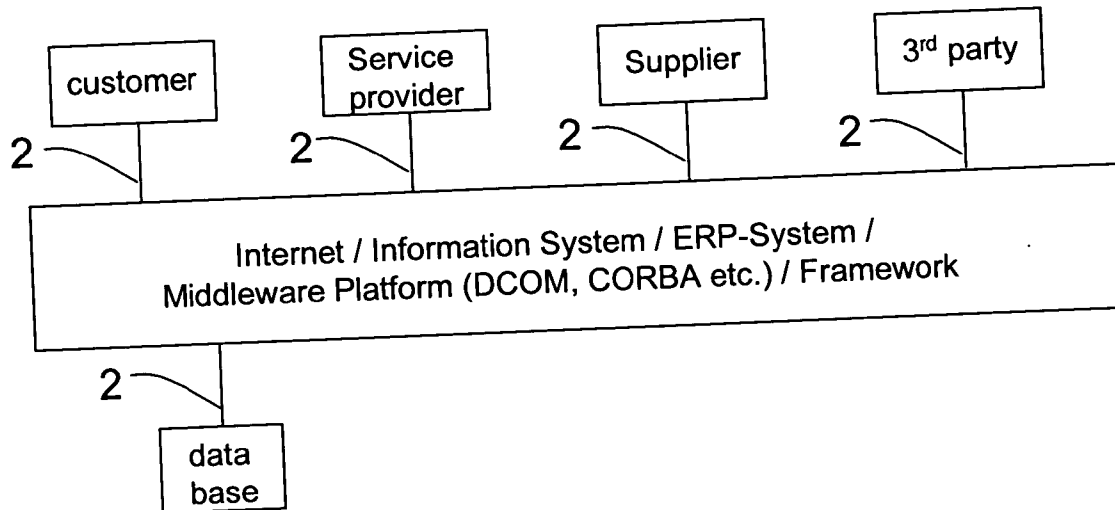 customer
Service
provider
Supplier
3rd party
2
2
2
2
Internet / Information System / ERP-System /
Middleware Platform (DCOM, CORBA etc.) / Framework
2
data
base